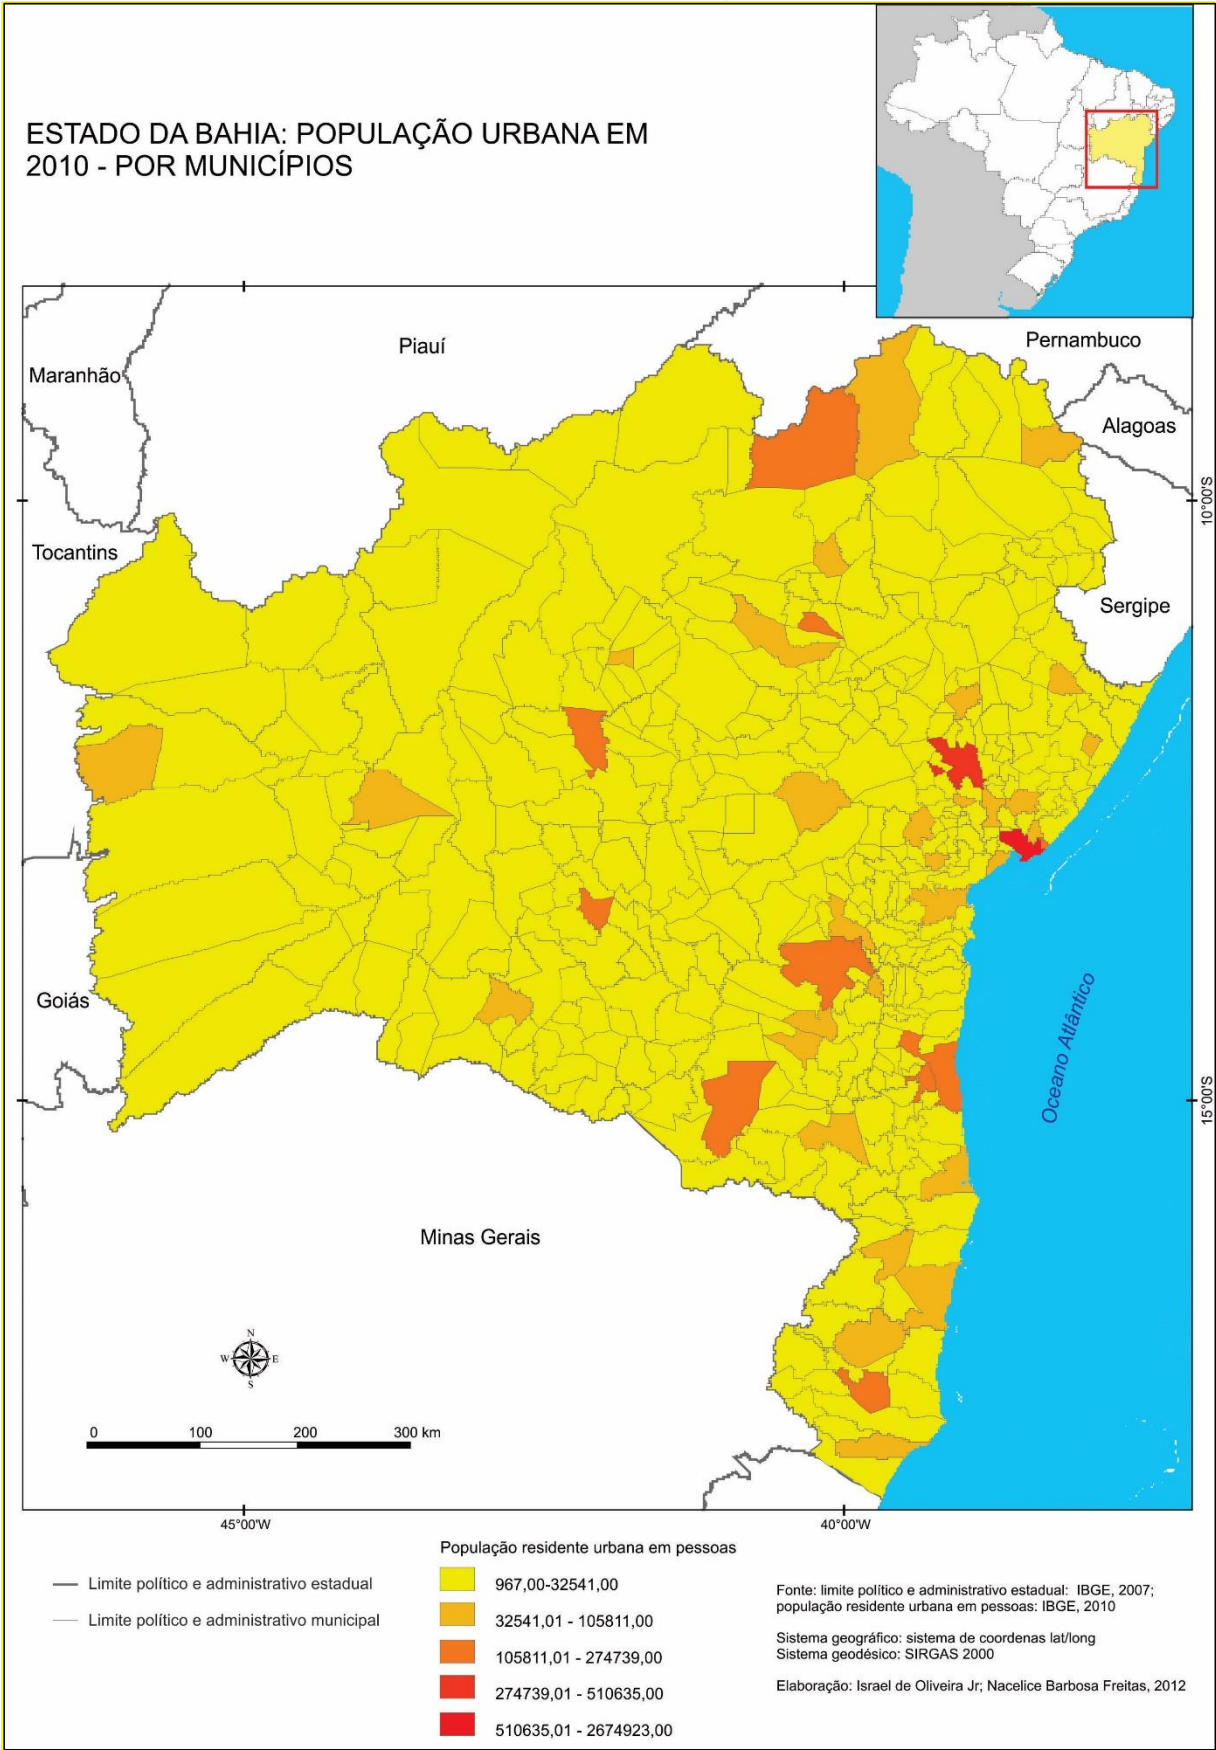 ESTADO DA BAHIA: POPULAÇÃO URBANA EM
2010 - POR MUNICÍPIOS
Piauí
Pernambuco
Maranhão
Alagoas
10°00'S
Tocantins
Sergipe
Goiás
Oceano Atlântico
15°00'S
Minas Gerais
N
W E
S
0 100 200 300 km
45°00'W 40°00'W
População residente urbana em pessoas
Limite político e administrativo estadual
Limite político e administrativo municipal
967,00-32541,00
32541,01 - 105811,00
105811,01 - 274739,00
274739,01 - 510635,00
510635,01 - 2674923,00
Fonte: limite político e administrativo estadual: IBGE, 2007;
população residente urbana em pessoas: IBGE, 2010
Sistema geográfico: sistema de coordenas lat/long
Sistema geodésico: SIRGAS 2000
Elaboração: Israel de Oliveira Jr; Nacelice Barbosa Freitas, 2012